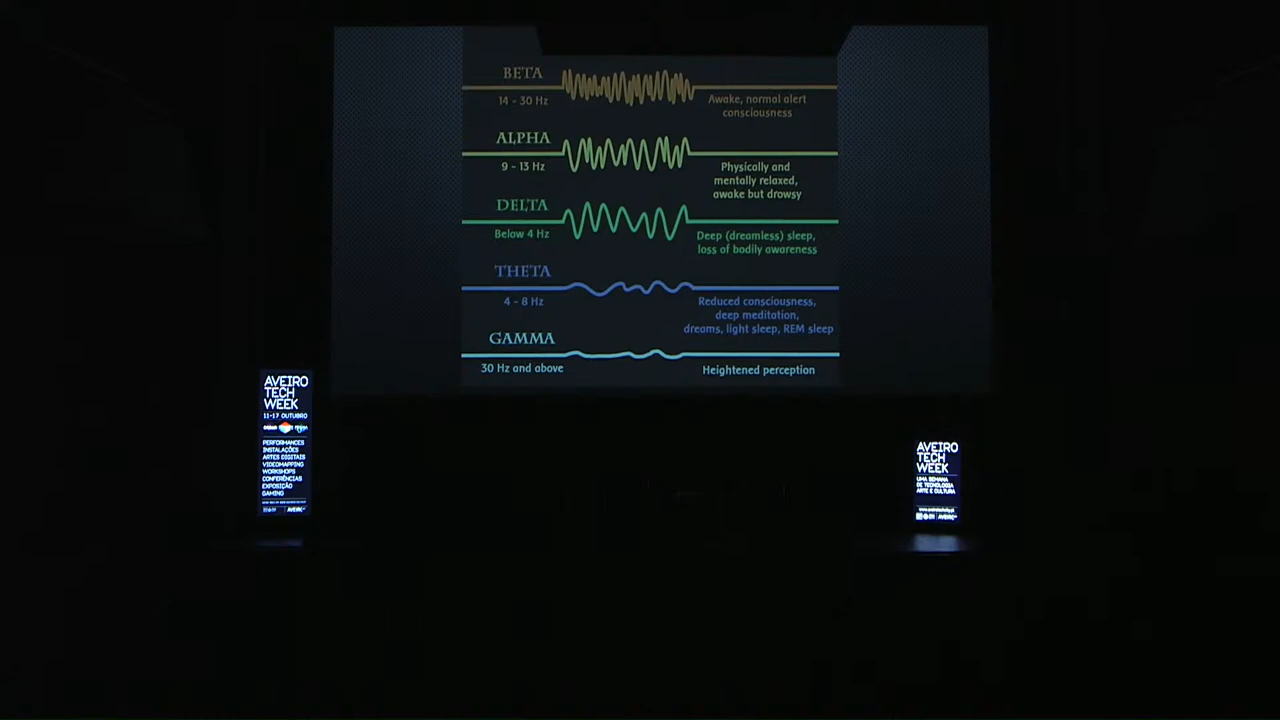 BETA
14 - 30 Hz
Awake, normal alert
consciousness
ALPHA
9 - 13 Hz
Physically and
mentally relaxed,
awake but drowsy
DELTA
Below 4 Hz
Deep (dreamless) sleep,
loss of bodily awareness
THETA
4 - 8 Hz
Reduced consciousness,
deep meditation,
dreams, light sleep, REM sleep
GAMMA
30 Hz and above
Heightened perception
AVEIRO
TECH
WEEK
11-17 OUTUBRO
PERFORMANCES
INSTALAÇÕES
ARTES DIGITAIS
VIDEOMAPPING
WORKSHOPS
CONFERÊNCIAS
EXPOSIÇÃO
GAMING
AVEIRO
AVEIRO
TECH
WEEK
UMA SEMANA
DE TECNOLOGIA
ARTE E CULTURA
AVEIRO